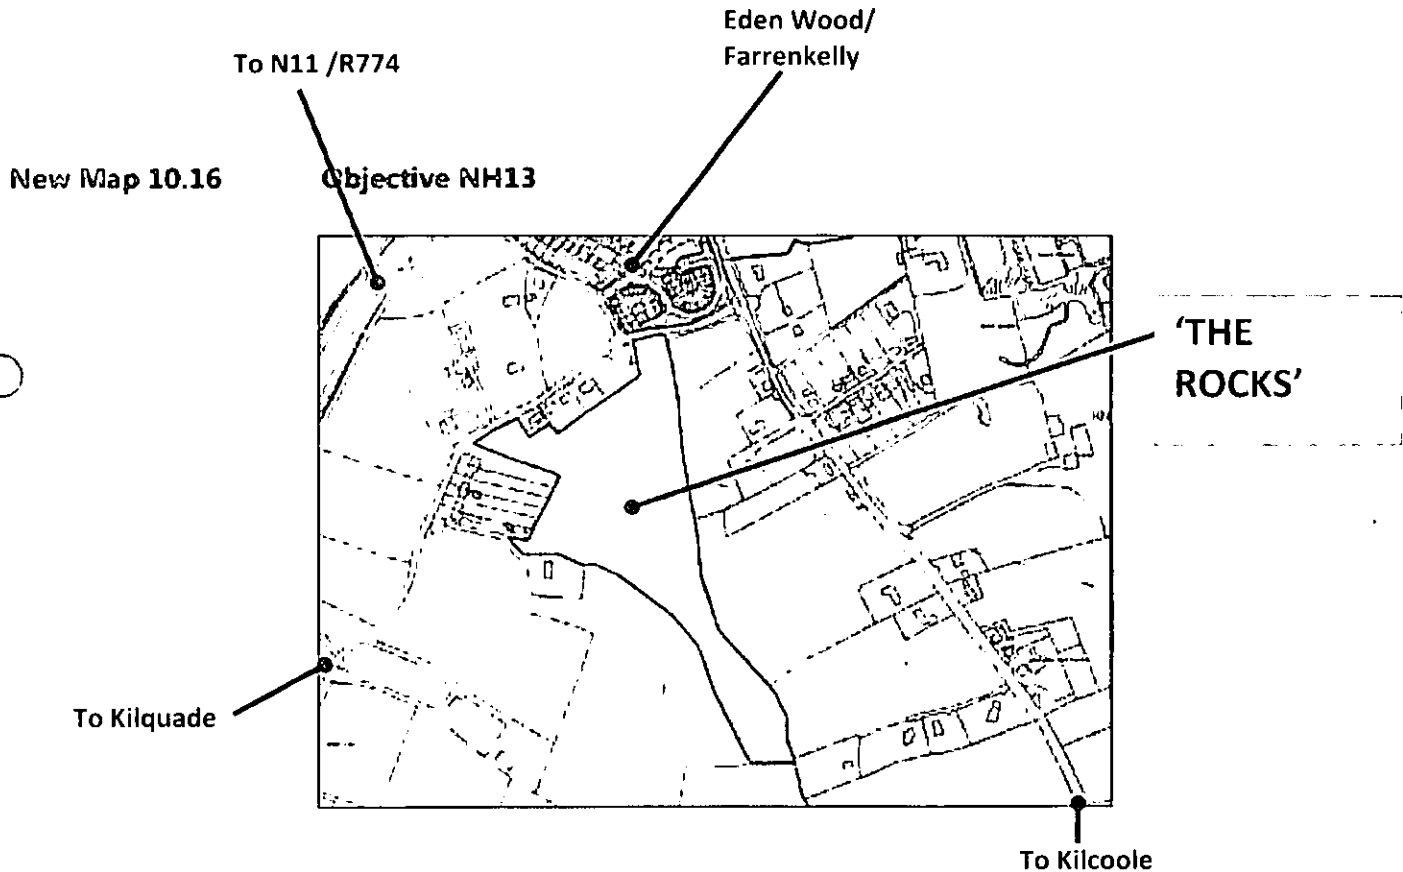 Eden Wood/
Farrenkelly
To N11 /R774
New Map 10.16 Objective NH13
'THE
ROCKS'
To Kilquade
To Kilcoole